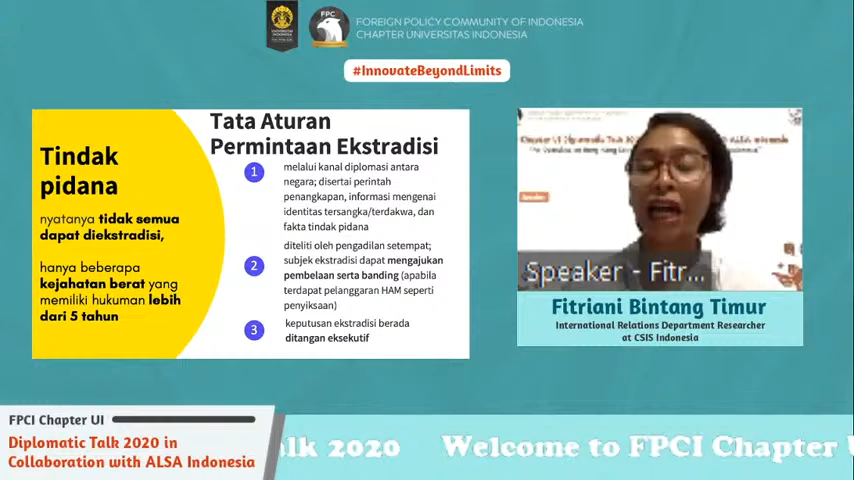 FPC
FOREIGN POLICY COMMUNITY OF INDONESIA
CHAPTER UNIVERSITAS INDONESIA
#InnovateBeyondLimits
Tindak
pidana
nyatanya tidak semua
dapat diekstradisi,
hanya beberapa
kejahatan berat yang
memiliki hukuman lebih
dari 5 tahun
Tata Aturan
Permintaan Ekstradisi
1
melalui kanal diplomasi antara
negara; disertai perintah
penangkapan, informasi mengenai
identitas tersangka/terdakwa, dan
fakta tindak pidana
2
diteliti oleh pengadilan setempat;
subjek ekstradisi dapat mengajukan
pembelaan serta banding (apabila
terdapat pelanggaran HAM seperti
penyiksaan)
3
keputusan ekstradisi berada
ditangan eksekutif
Speaker - Fitr...
Fitriani Bintang Timur
International Relations Department Researcher
at CSIS Indonesia
FPCI Chapter UI
Diplomatic Talk 2020 in
Collaboration with ALSA Indonesia
alk 2020 Welcome to FPCI Chapter